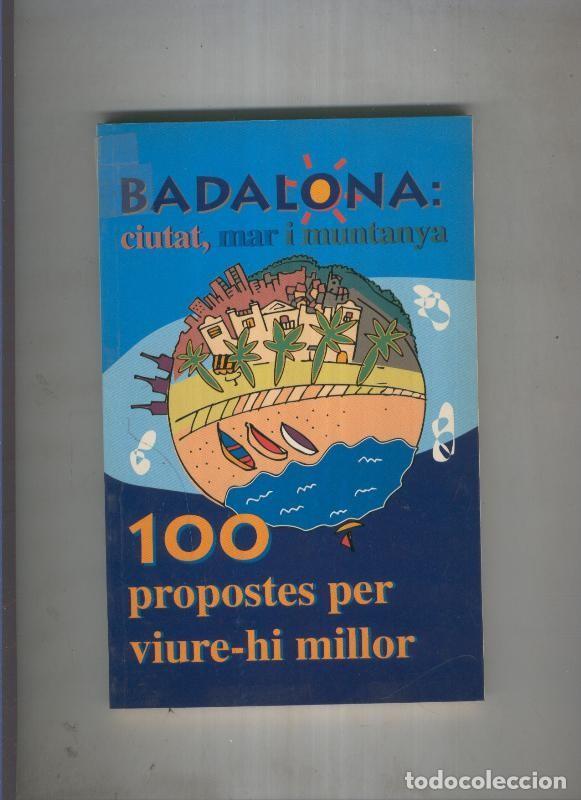 BADALONA:
ciutat, mar i muntanya
100
propostes per
viure-hi millor
todocoleccion